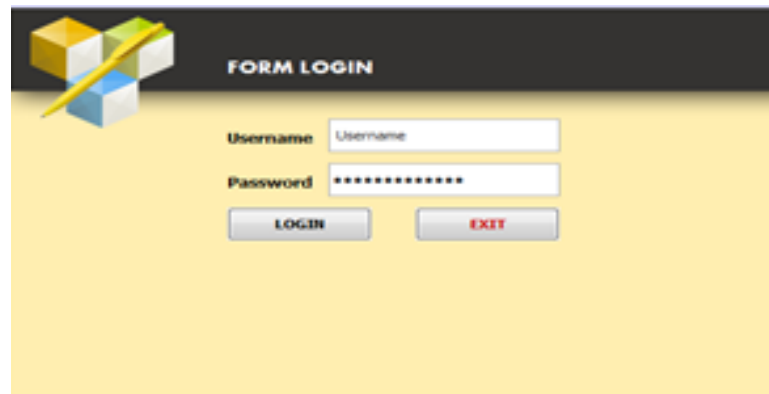 FORM LOGIN
Username Username
Password •••••••••••••
LOGIN EXIT